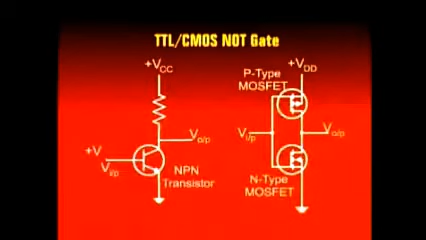 TTL/CMOS NOT Gate
+VCC
Vo/p
+V
Vi/p
NPN
Transistor
+VDD
P-Type
MOSFET
Vi/p
Vo/p
N-Type
MOSFET